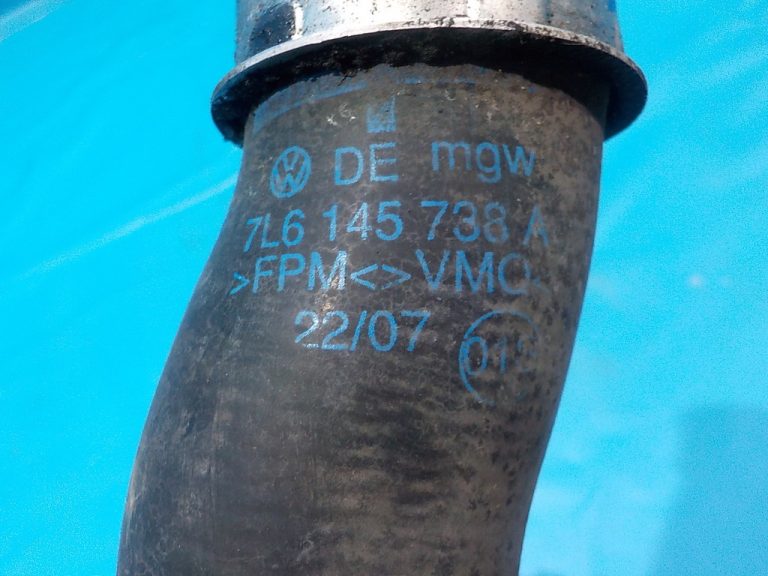 DE mgw
7L6 145 738 A
>FPM<>VMQ<
22/07